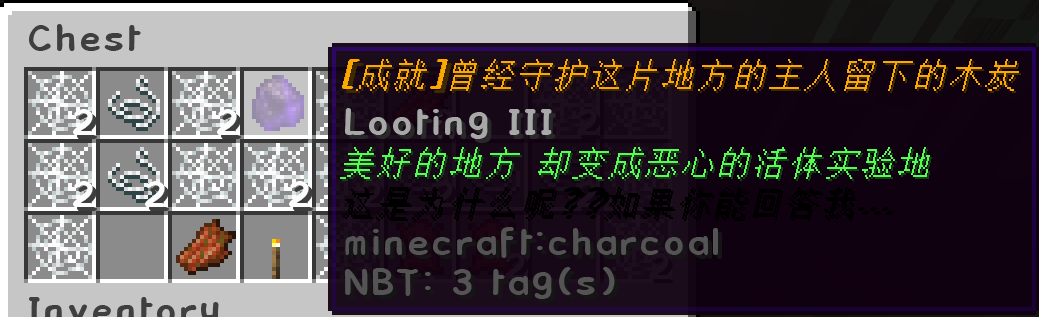 Chest
2
2
[成就]曾经守护这片地方的主人留下的木炭
Looting III
美好的地方 却变成恶心的活体实验地
这是为什么呢??如果你能回答我...
minecraft:charcoal
NBT: 3 tag(s)
2
2
2
Inventory